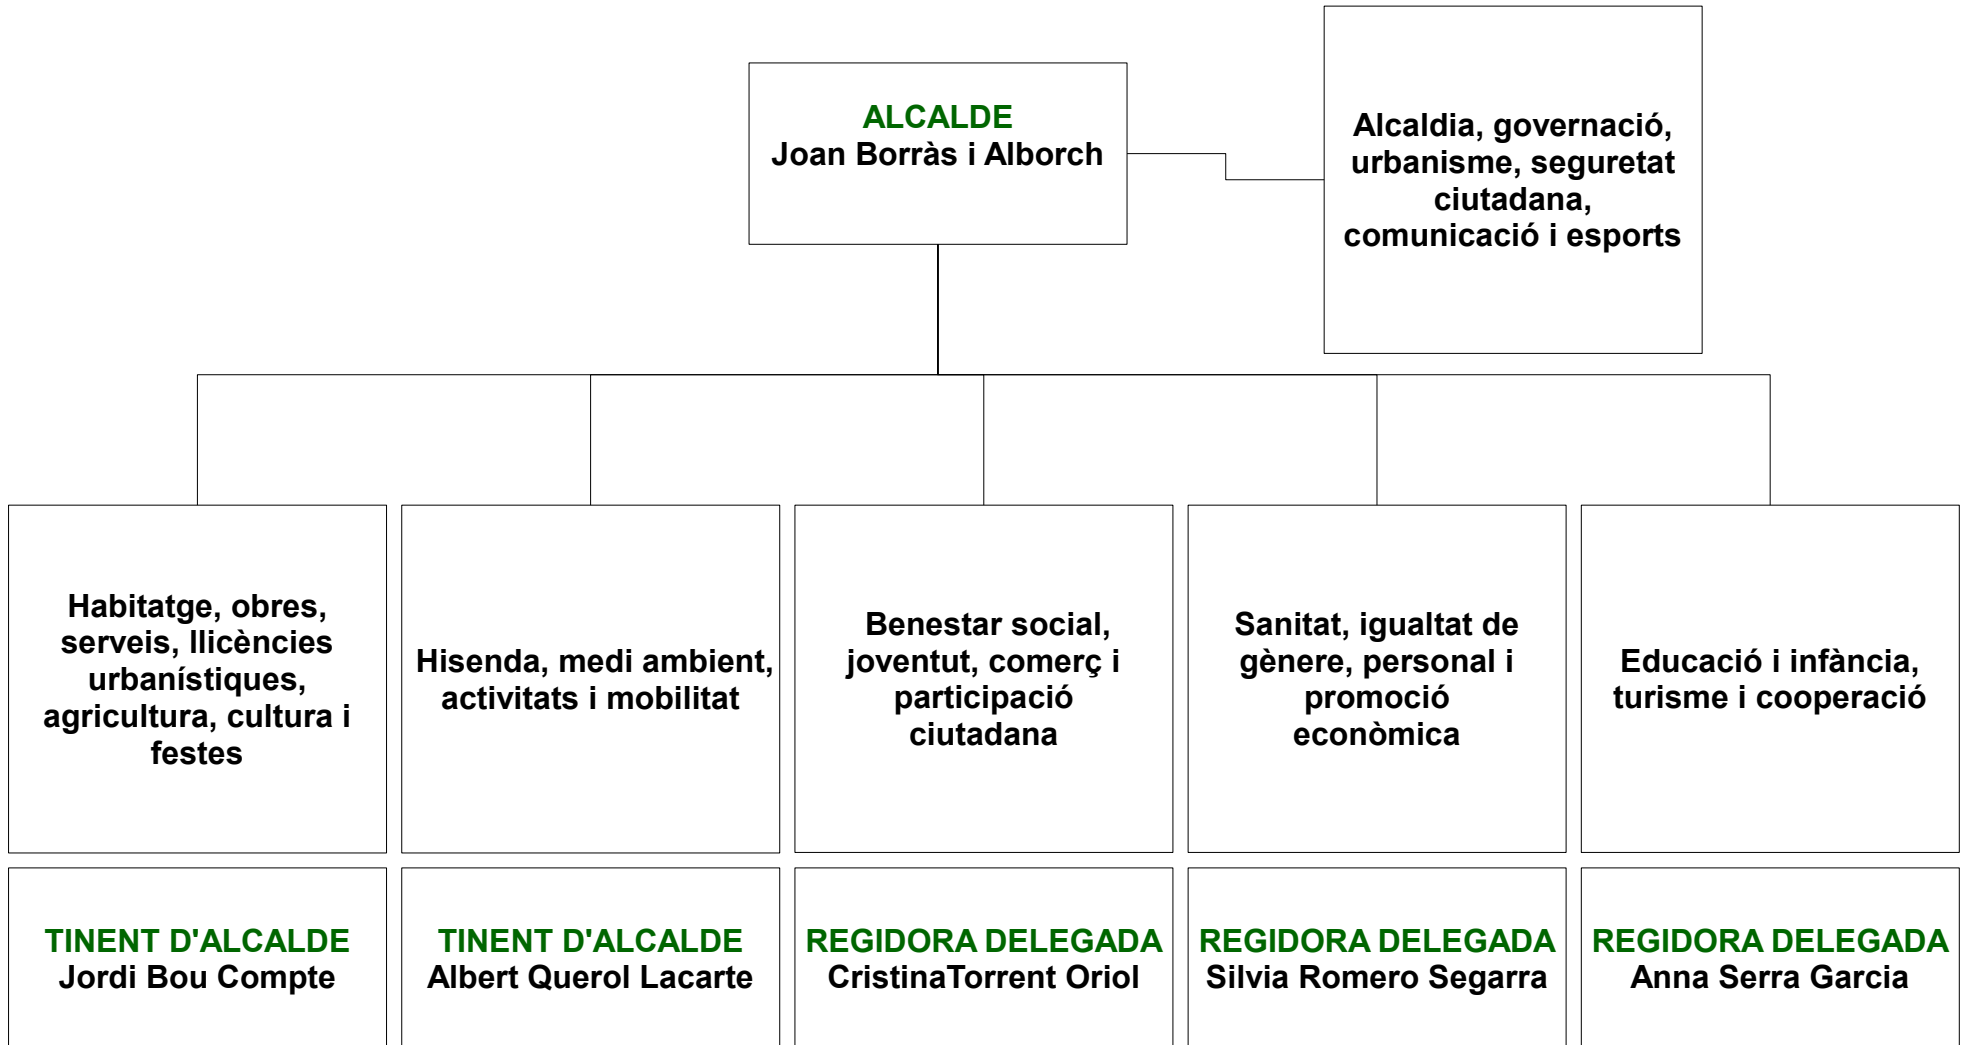 ALCALDE
Joan Borràs i Alborch
Alcaldia, governació,
urbanisme, seguretat
ciutadana,
comunicació i esports
Habitatge, obres,
serveis, llicències
urbanístiques,
agricultura, cultura i
festes
Hisenda, medi ambient,
activitats i mobilitat
Benestar social,
joventut, comerç i
participació
ciutadana
Sanitat, igualtat de
gènere, personal i
promoció
econòmica
Educació i infància,
turisme i cooperació
TINENT D'ALCALDE
Jordi Bou Compte
TINENT D'ALCALDE
Albert Querol Lacarte
REGIDORA DELEGADA
CristinaTorrent Oriol
REGIDORA DELEGADA
Silvia Romero Segarra
REGIDORA DELEGADA
Anna Serra Garcia